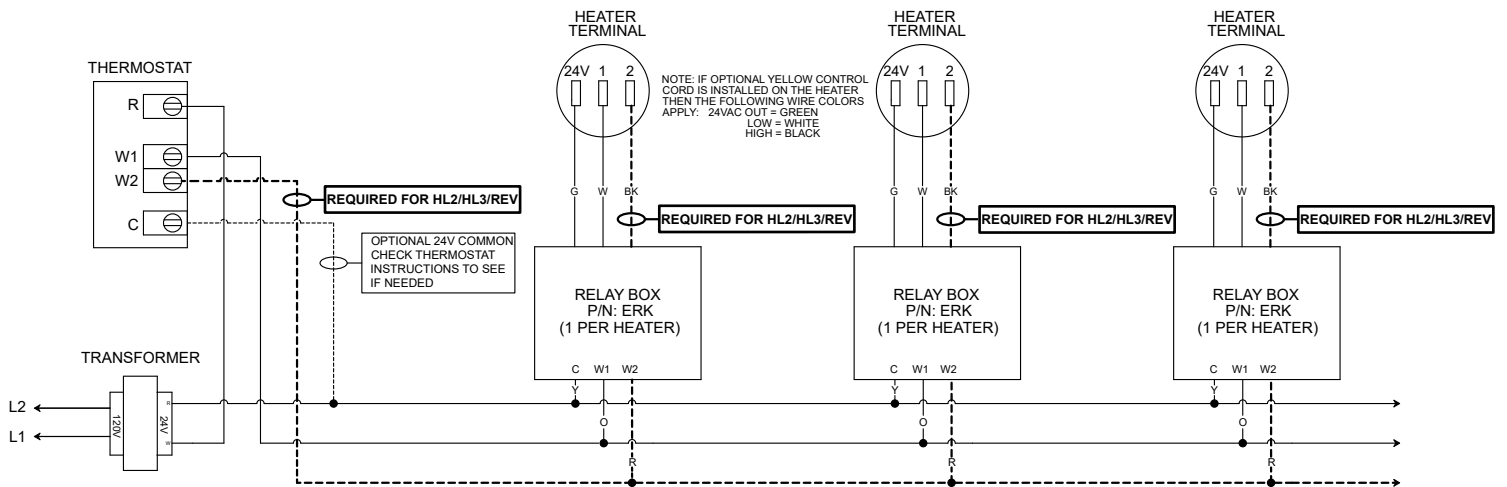 HEATER
TERMINAL
24V 1 2
HEATER
TERMINAL
24V 1 2
HEATER
TERMINAL
24V 1 2
NOTE: IF OPTIONAL YELLOW CONTROL
CORD IS INSTALLED ON THE HEATER
THEN THE FOLLOWING WIRE COLORS
APPLY: 24VAC OUT = GREEN
LOW = WHITE
HIGH = BLACK
THERMOSTAT
R
W1
W2
C
REQUIRED FOR HL2/HL3/REV
OPTIONAL 24V COMMON
CHECK THERMOSTAT
INSTRUCTIONS TO SEE
IF NEEDED
G W BK
REQUIRED FOR HL2/HL3/REV
G W BK
REQUIRED FOR HL2/HL3/REV
G W BK
REQUIRED FOR HL2/HL3/REV
RELAY BOX
P/N: ERK
(1 PER HEATER)
C W1 W2
RELAY BOX
P/N: ERK
(1 PER HEATER)
C W1 W2
RELAY BOX
P/N: ERK
(1 PER HEATER)
C W1 W2
TRANSFORMER
L2
L1
120V
24V
R
W
Y
O
R
Y
O
R
Y
O
R